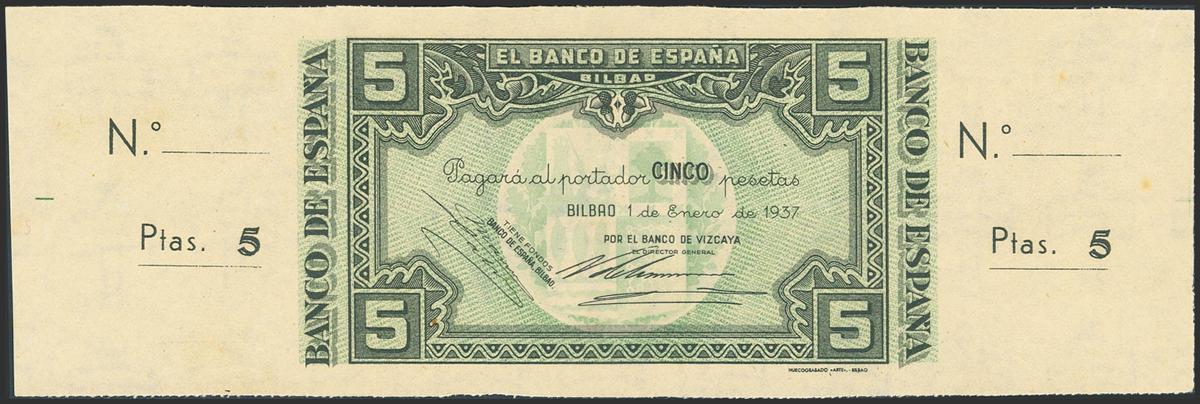 N.º
Ptas. 5
BANCO DE ESPAÑA
5
EL BANCO DE ESPAÑA
5
BILBAO
Pagará al portador CINCO pesetas
BILBAO 1 de Enero de 1937
POR EL BANCO DE VIZCAYA
EL DIRECTOR GENERAL
TIENE FONDOS
BANCO DE ESPAÑA, BILBAO.
5
5
HUECOGRABADO «ARTE».-BILBAO
BANCO DE ESPAÑA
N.º
Ptas. 5